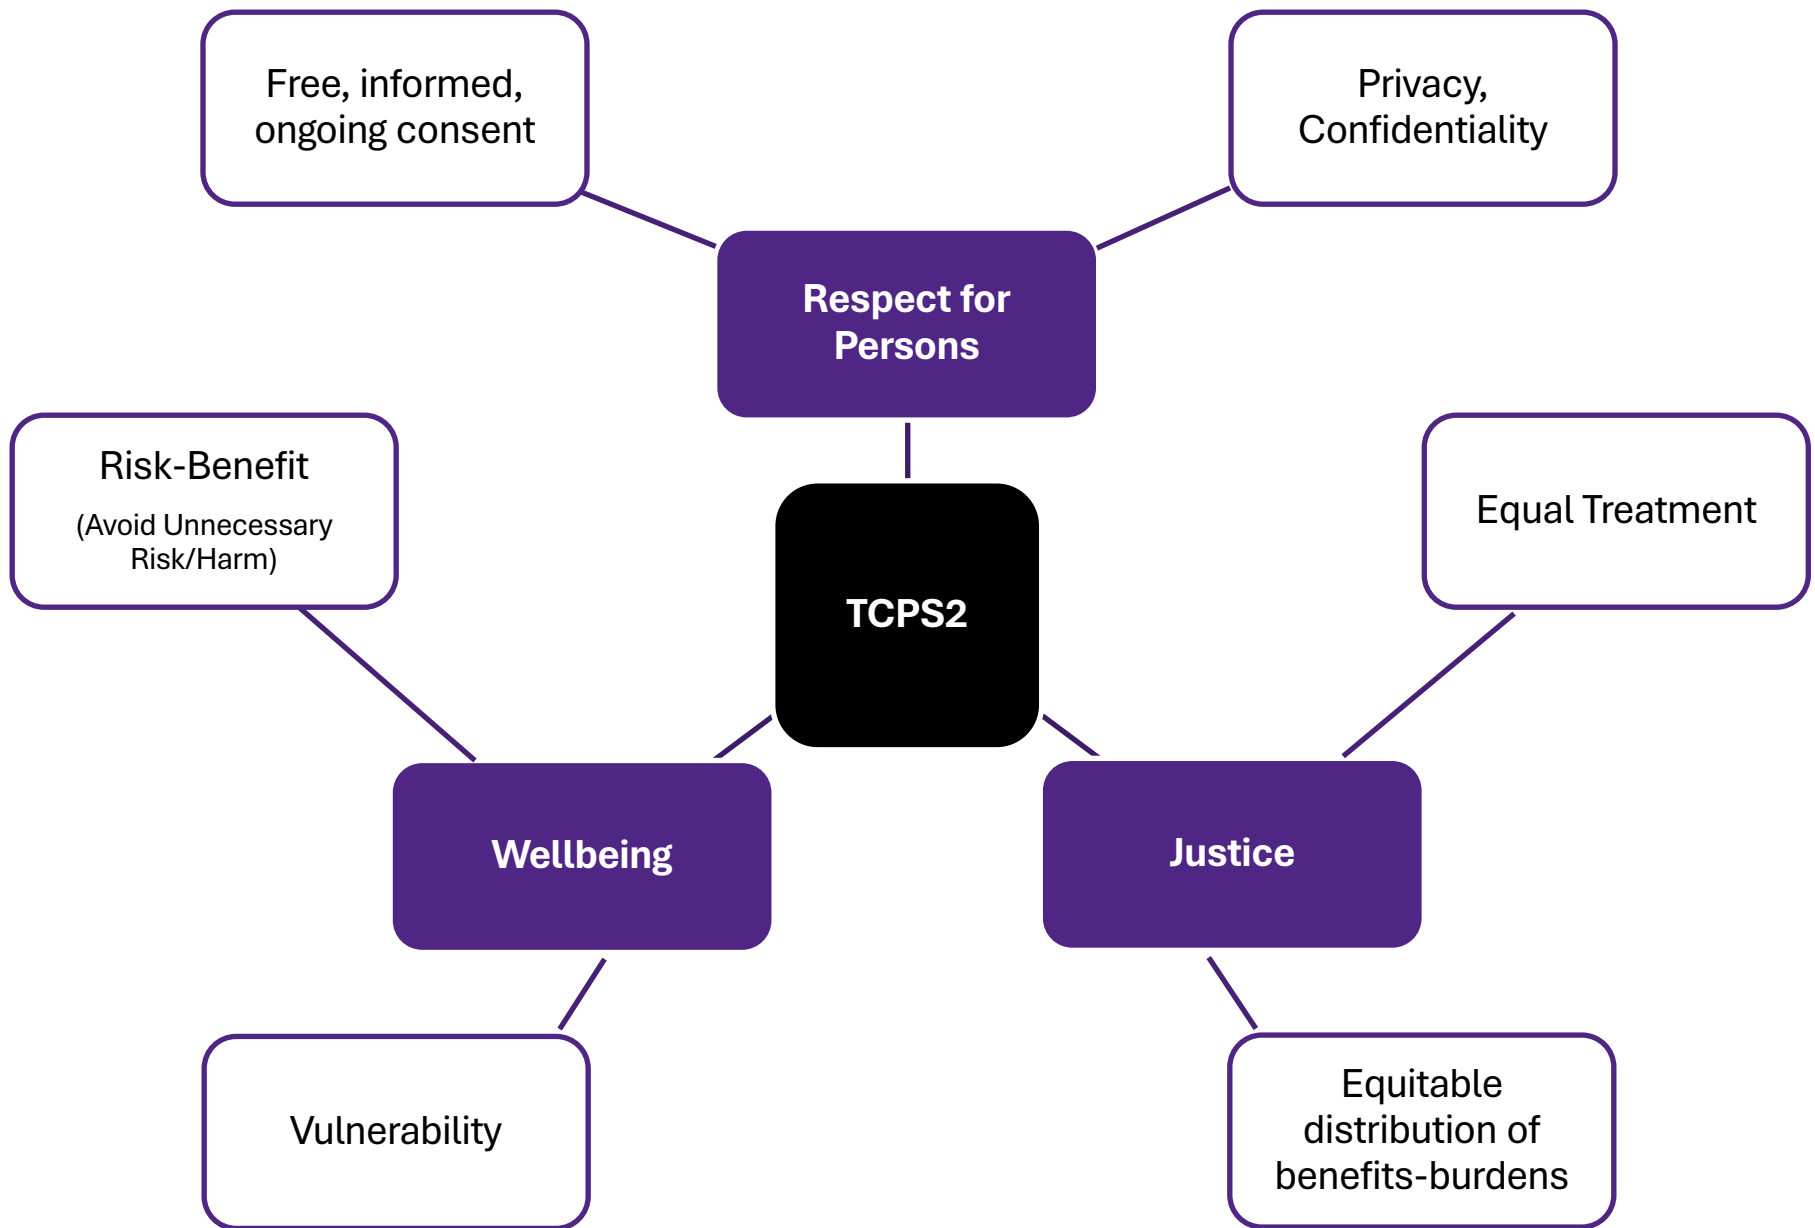 Free, informed,
ongoing consent
Privacy,
Confidentiality
Respect for
Persons
Risk-Benefit
(Avoid Unnecessary
Risk/Harm)
Equal Treatment
TCPS2
Wellbeing
Justice
Vulnerability
Equitable
distribution of
benefits-burdens